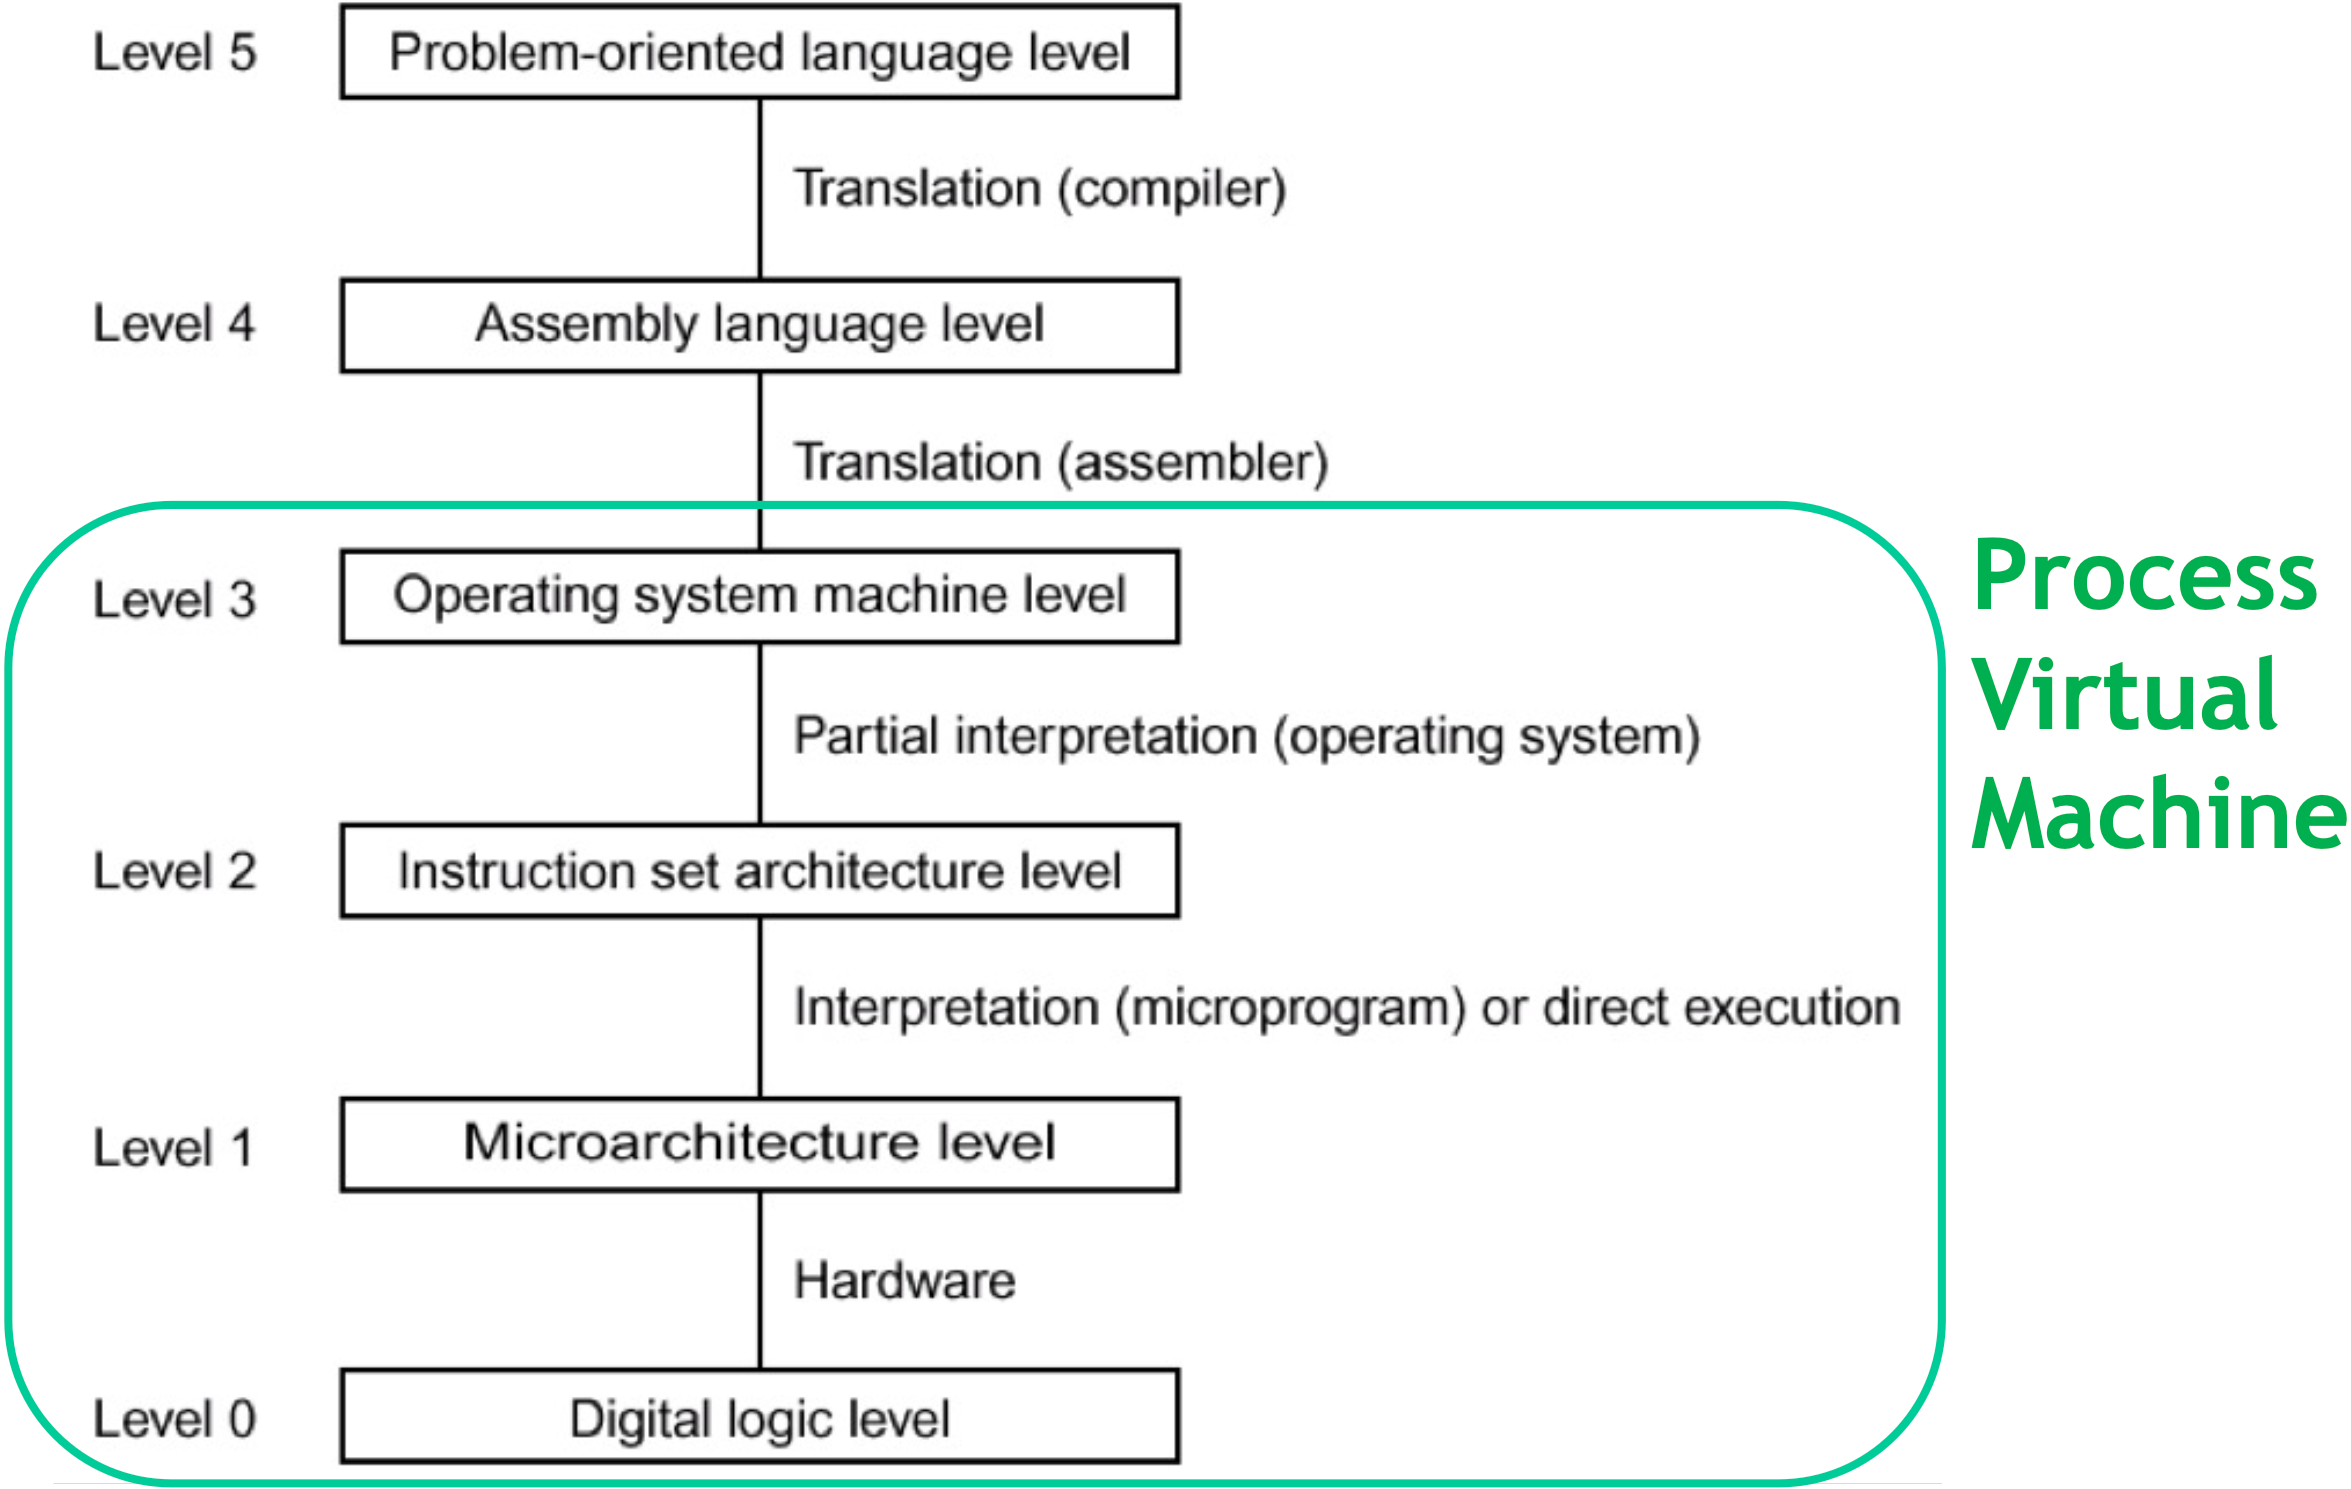 Level 5
Problem-oriented language level
Translation (compiler)
Level 4
Assembly language level
Translation (assembler)
Level 3
Operating system machine level
Partial interpretation (operating system)
Level 2
Instruction set architecture level
Interpretation (microprogram) or direct execution
Level 1
Microarchitecture level
Hardware
Level 0
Digital logic level
Process
Virtual
Machine